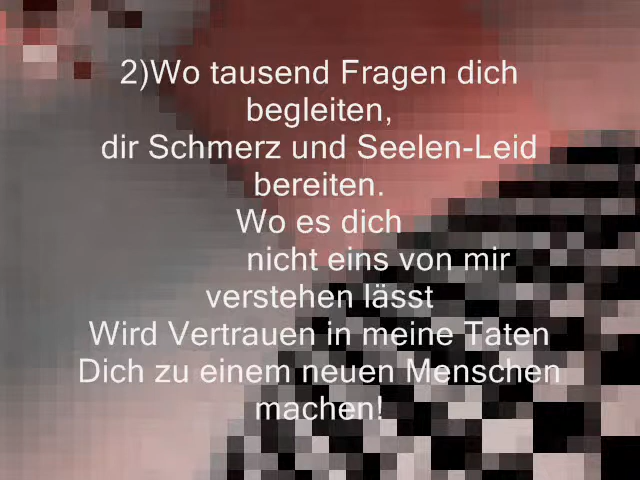 2)Wo tausend Fragen dich
begleiten,
dir Schmerz und Seelen-Leid
bereiten.
Wo es dich
nicht eins von mir
verstehen lässt
Wird Vertrauen in meine Taten
Dich zu einem neuen Menschen
machen!